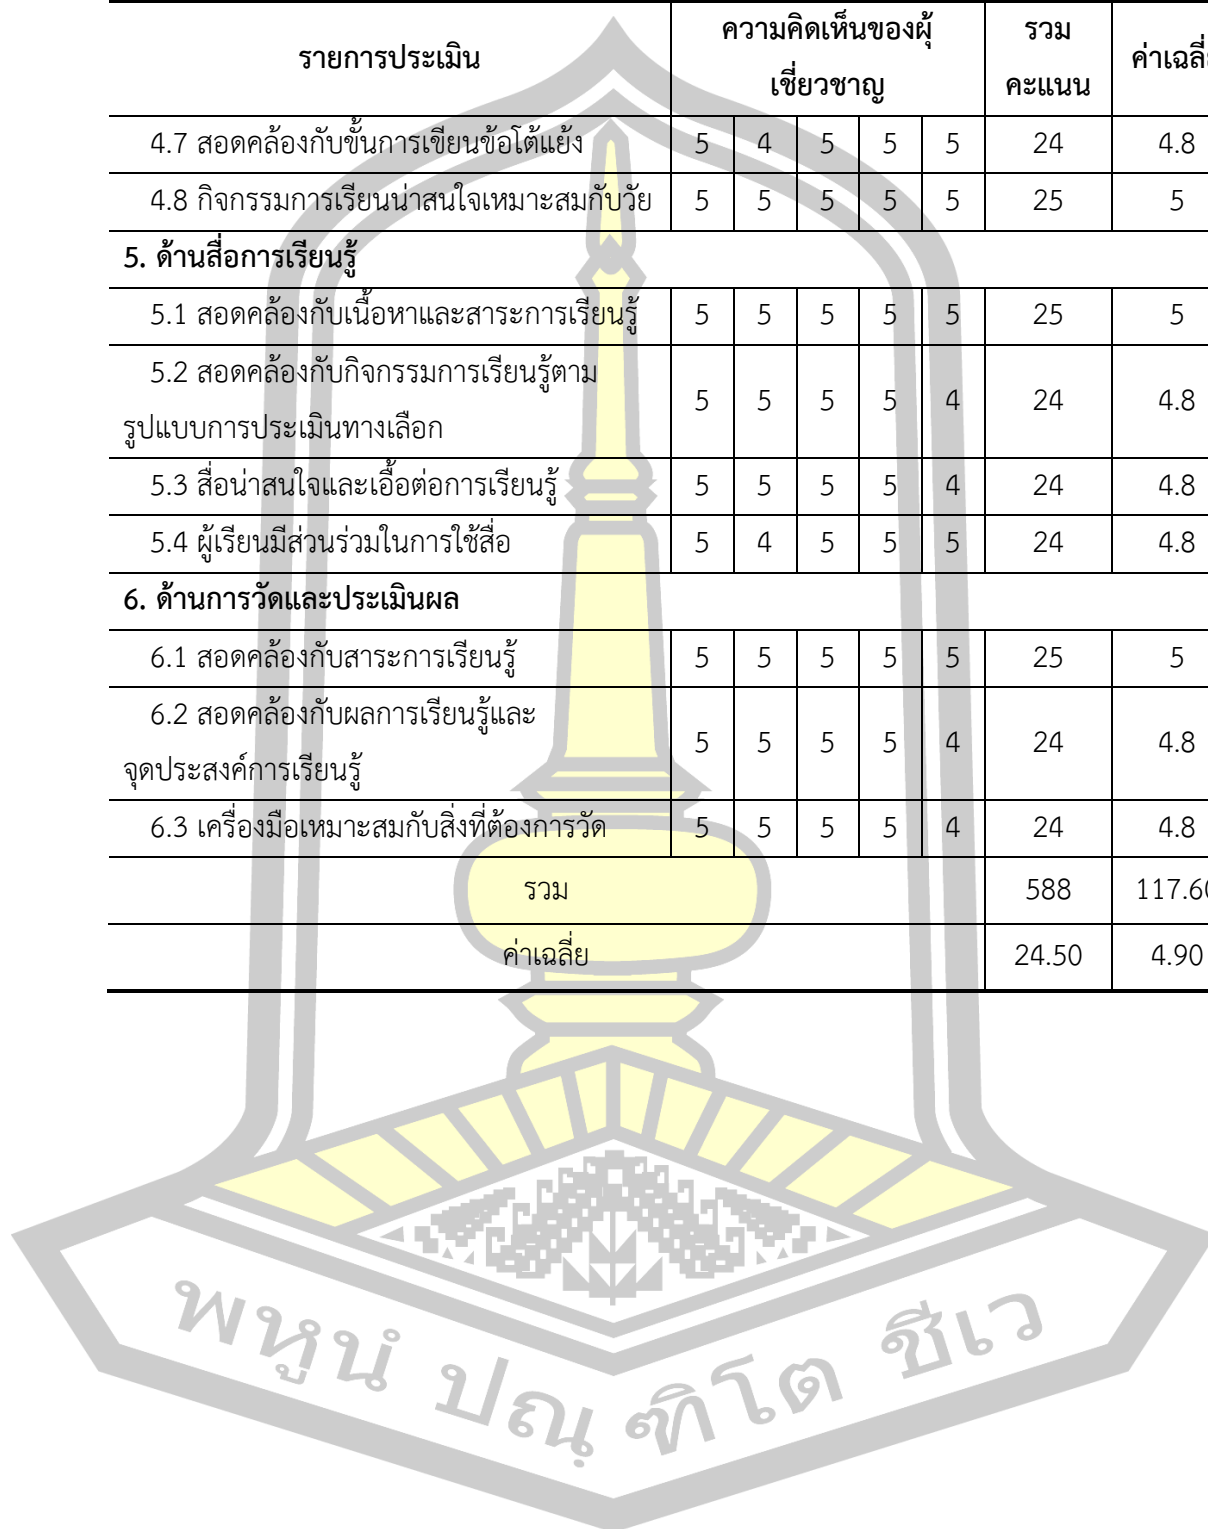 รายการประเมิน ความคิดเห็นของผุ้ รวม
เชี่ยวชาญ คะแนน
4.7 สอดคล้องกับขั้นการเขียนข้อโต้แย้ง 5 4 5 5 5 24 4.8
4.8 กิจกรรมการเรียนน่าสนใจเหมาะสมกับวัย 5 5 5 5 5 25 5
5. ด้านสื่อการเรียนรู้
5.1 สอดคล้องกับเนื้อหาและสาระการเรียนรู้ 5 5 5 5 5 25 5
5.2 สอดคล้องกับกิจกรรมการเรียนรู้ตาม
รูปแบบการประเมินทางเลือก 5 5 5 5 4 24 4.8
5.3 สื่อน่าสนใจและเอื้อต่อการเรียนรู้ 5 5 5 5 4 24 4.8
5.4 ผู้เรียนมีส่วนร่วมในการใช้สื่อ 5 4 5 5 5 24 4.8
6. ด้านการวัดและประเมินผล
6.1 สอดคล้องกับสาระการเรียนรู้ 5 5 5 5 5 25 5
6.2 สอดคล้องกับผลการเรียนรู้และ
จุดประสงค์การเรียนรู้ 5 5 5 5 4 24 4.8
6.3 เครื่องมือเหมาะสมกับสิ่งที่ต้องการวัด 5 5 5 5 4 24 4.8
รวม 588 117.60
ค่าเฉลี่ย 24.50 4.90
พหูนํ ปณฺฑิโต ชีเว